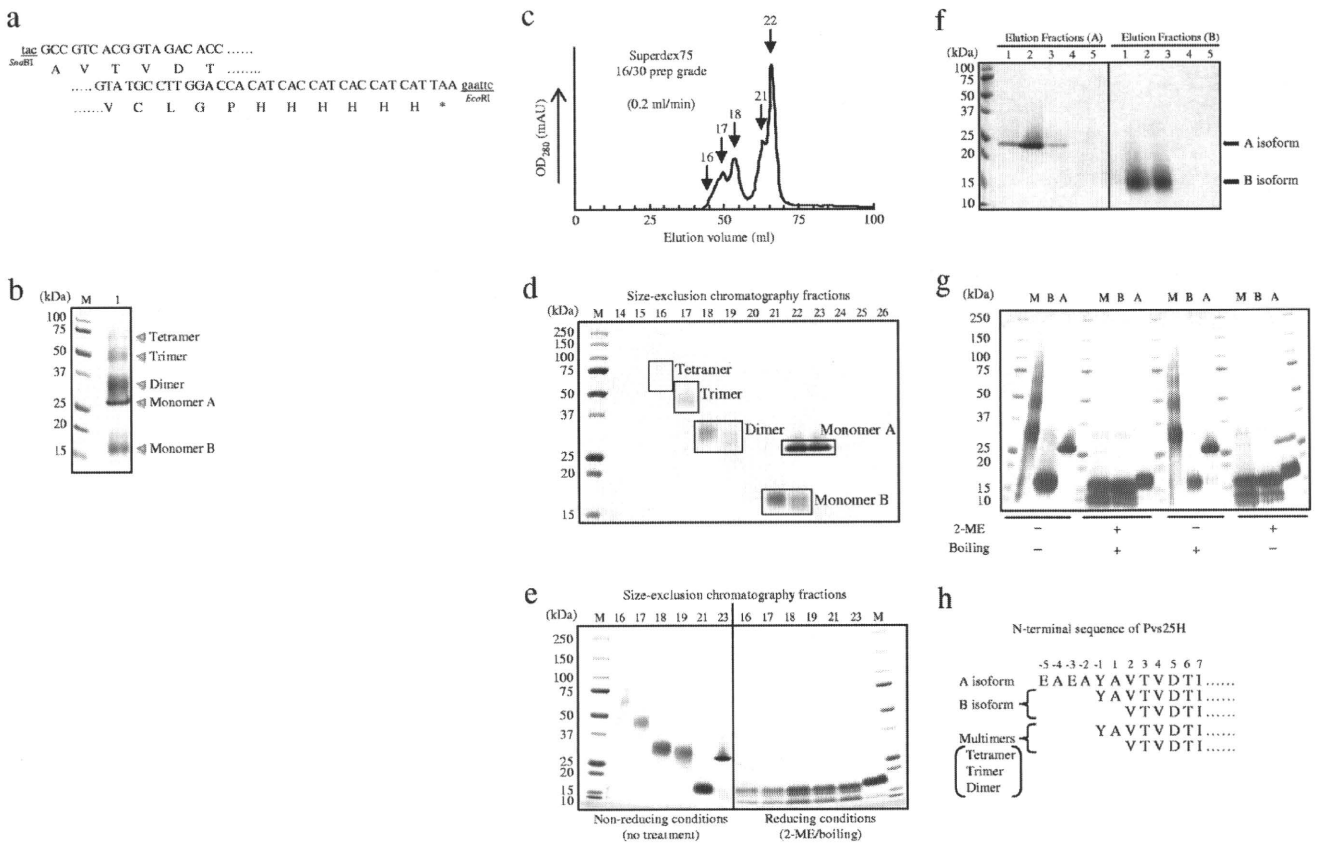 a
tac GCC GTC ACG GTA GAC ACC ......
SnaBI
A V T V D T ........
.....GTA TGC CTT GGA CCA CAT CAC CAT CAC CAT CAT TAA gaattc
EcoRI
........V C L G P H H H H H H *
b
(kDa) M 1
100
75
50
37
25
20
15
Tetramer
Trimer
Dimer
Monomer A
Monomer B
c
Superdex75
16/30 prep grade
(0.2 ml/min)
OD280 (mAU)
16
17
18
21
22
0 25 50 75 100
Elution volume (ml)
d
Size-exclusion chromatography fractions
(kDa) M 14 15 16 17 18 19 20 21 22 23 24 25 26
250
150
100
75
50
37
25
20
15
Tetramer
Trimer
Dimer
Monomer A
Monomer B
e
Size-exclusion chromatography fractions
(kDa) M 16 17 18 19 21 23 16 17 18 19 21 23 M
250
150
100
75
50
37
25
20
15
10
Non-reducing conditions
(no treatment)
Reducing conditions
(2-ME/boiling)
f
Elution Fractions (A) Elution Fractions (B)
(kDa) 1 2 3 4 5 1 2 3 4 5
100
75
50
37
25
20
15
10
A isoform
B isoform
g
(kDa) M B A M B A M B A M B A
250
150
100
75
50
37
25
20
15
10
2-ME – + – +
Boiling – + + –
h
N-terminal sequence of Pvs25H
-5 -4 -3 -2 -1 1 2 3 4 5 6 7
A isoform E A E A Y A V T V D T I ......
B isoform
Y A V T V D T I ......
V T V D T I ......
Multimers
Y A V T V D T I ......
V T V D T I ......
Tetramer
Trimer
Dimer